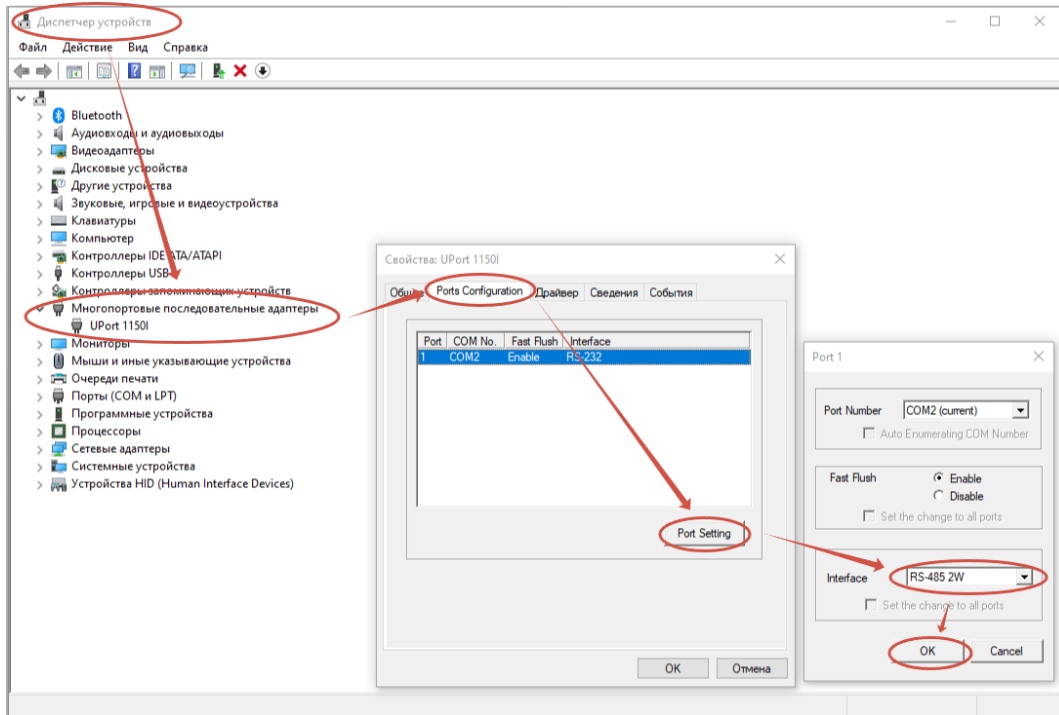 Диспетчер устройств
Файл Действие Вид Справка
Bluetooth
Аудиовходы и аудиовыходы
Видеоадаптеры
Дисковые устройства
Другие устройства
Звуковые, игровые и видеоустройства
Клавиатуры
Компьютер
Контроллеры IDE ATA/ATAPI
Контроллеры USB
Контроллеры запоминающих устройств
Многопортовые последовательные адаптеры
UPort 1150I
Мониторы
Мыши и иные указывающие устройства
Очереди печати
Порты (COM и LPT)
Программные устройства
Процессоры
Сетевые адаптеры
Системные устройства
Устройства HID (Human Interface Devices)
Свойства: UPort 1150I
Общие Ports Configuration Драйвер Сведения События
Port COM No. Fast Flush Interface
1 COM2 Enable RS-232
Port Setting
OK Отмена
Port 1
Port Number COM2 (current)
Auto Enumerating COM Number
Fast Flush Enable
Disable
Set the change to all ports
Interface RS-485 2W
Set the change to all ports
OK Cancel